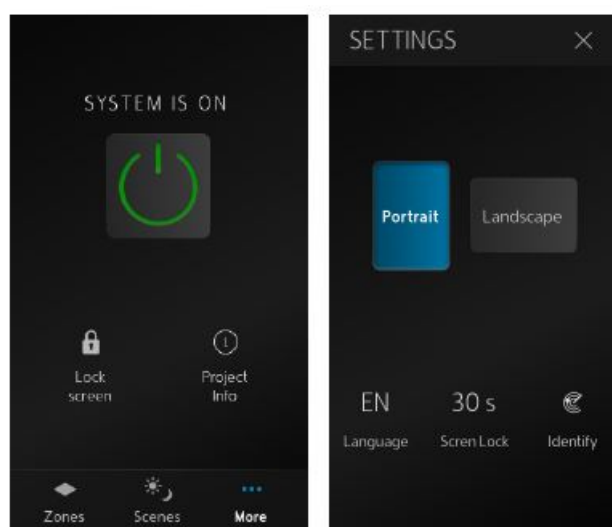 SYSTEM IS ON
Lock
screen
Project
Info
Zones
Scenes
More
SETTINGS
Portrait
Landscape
EN
30 s
Language
Scren Lock
Identify